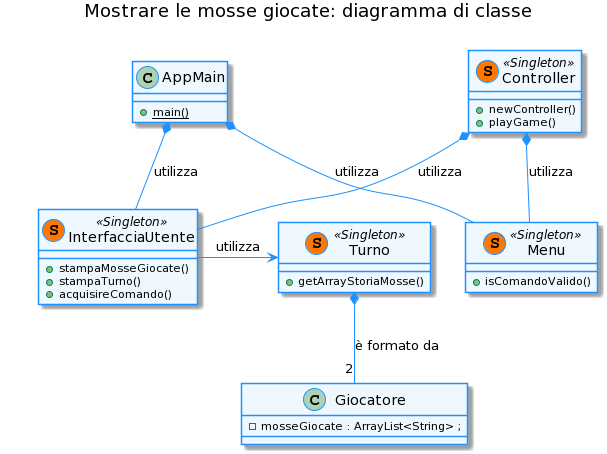 Mostrare le mosse giocate: diagramma di classe
C AppMain
main()
S «Singleton»
Controller
newController()
playGame()
utilizza
utilizza
utilizza
utilizza
S «Singleton»
InterfacciaUtente
stampaMosseGiocate()
stampaTurno()
acquisireComando()
utilizza
S «Singleton»
Turno
getArrayStoriaMosse()
S «Singleton»
Menu
isComandoValido()
è formato da
2
C Giocatore
mosseGiocate : ArrayList<String> ;